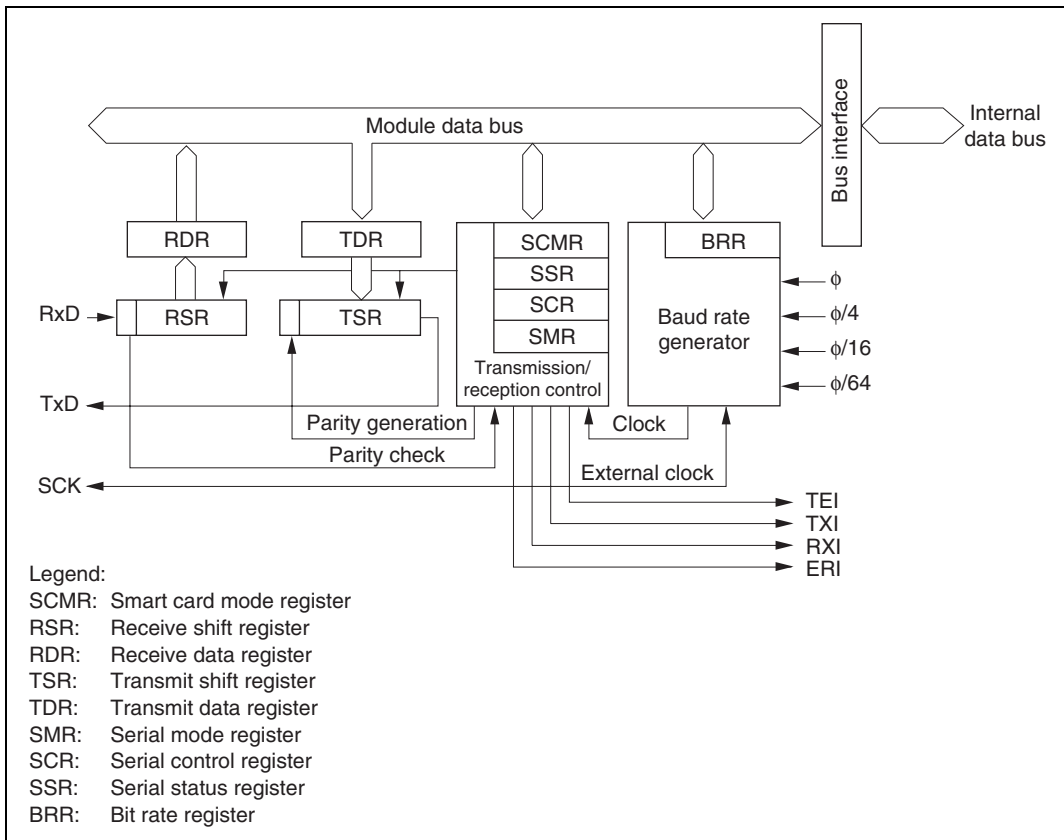 Module data bus
Bus interface
Internal
data bus
RDR
TDR
SCMR
BRR
SSR
φ
RxD
RSR
TSR
SCR
Baud rate
generator
φ/4
SMR
φ/16
Transmission/
reception control
φ/64
TxD
Parity generation
Clock
Parity check
SCK
External clock
TEI
TXI
RXI
ERI
Legend:
SCMR: Smart card mode register
RSR: Receive shift register
RDR: Receive data register
TSR: Transmit shift register
TDR: Transmit data register
SMR: Serial mode register
SCR: Serial control register
SSR: Serial status register
BRR: Bit rate register